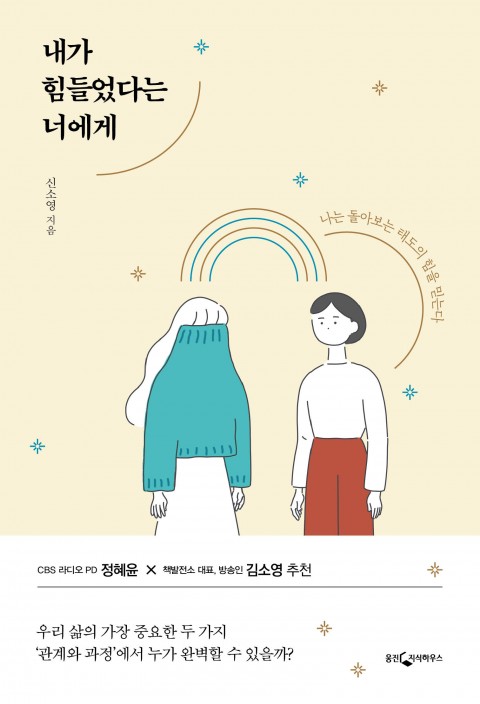 내가
힘들었다는
너에게
신소영 지음
나는 돌아보는 태도의 힘을 믿는다
CBS 라디오 PD 정혜윤 × 책발전소 대표, 방송인 김소영 추천
우리 삶의 가장 중요한 두 가지
‘관계와 과정’에서 누가 완벽할 수 있을까?
웅진 지식하우스